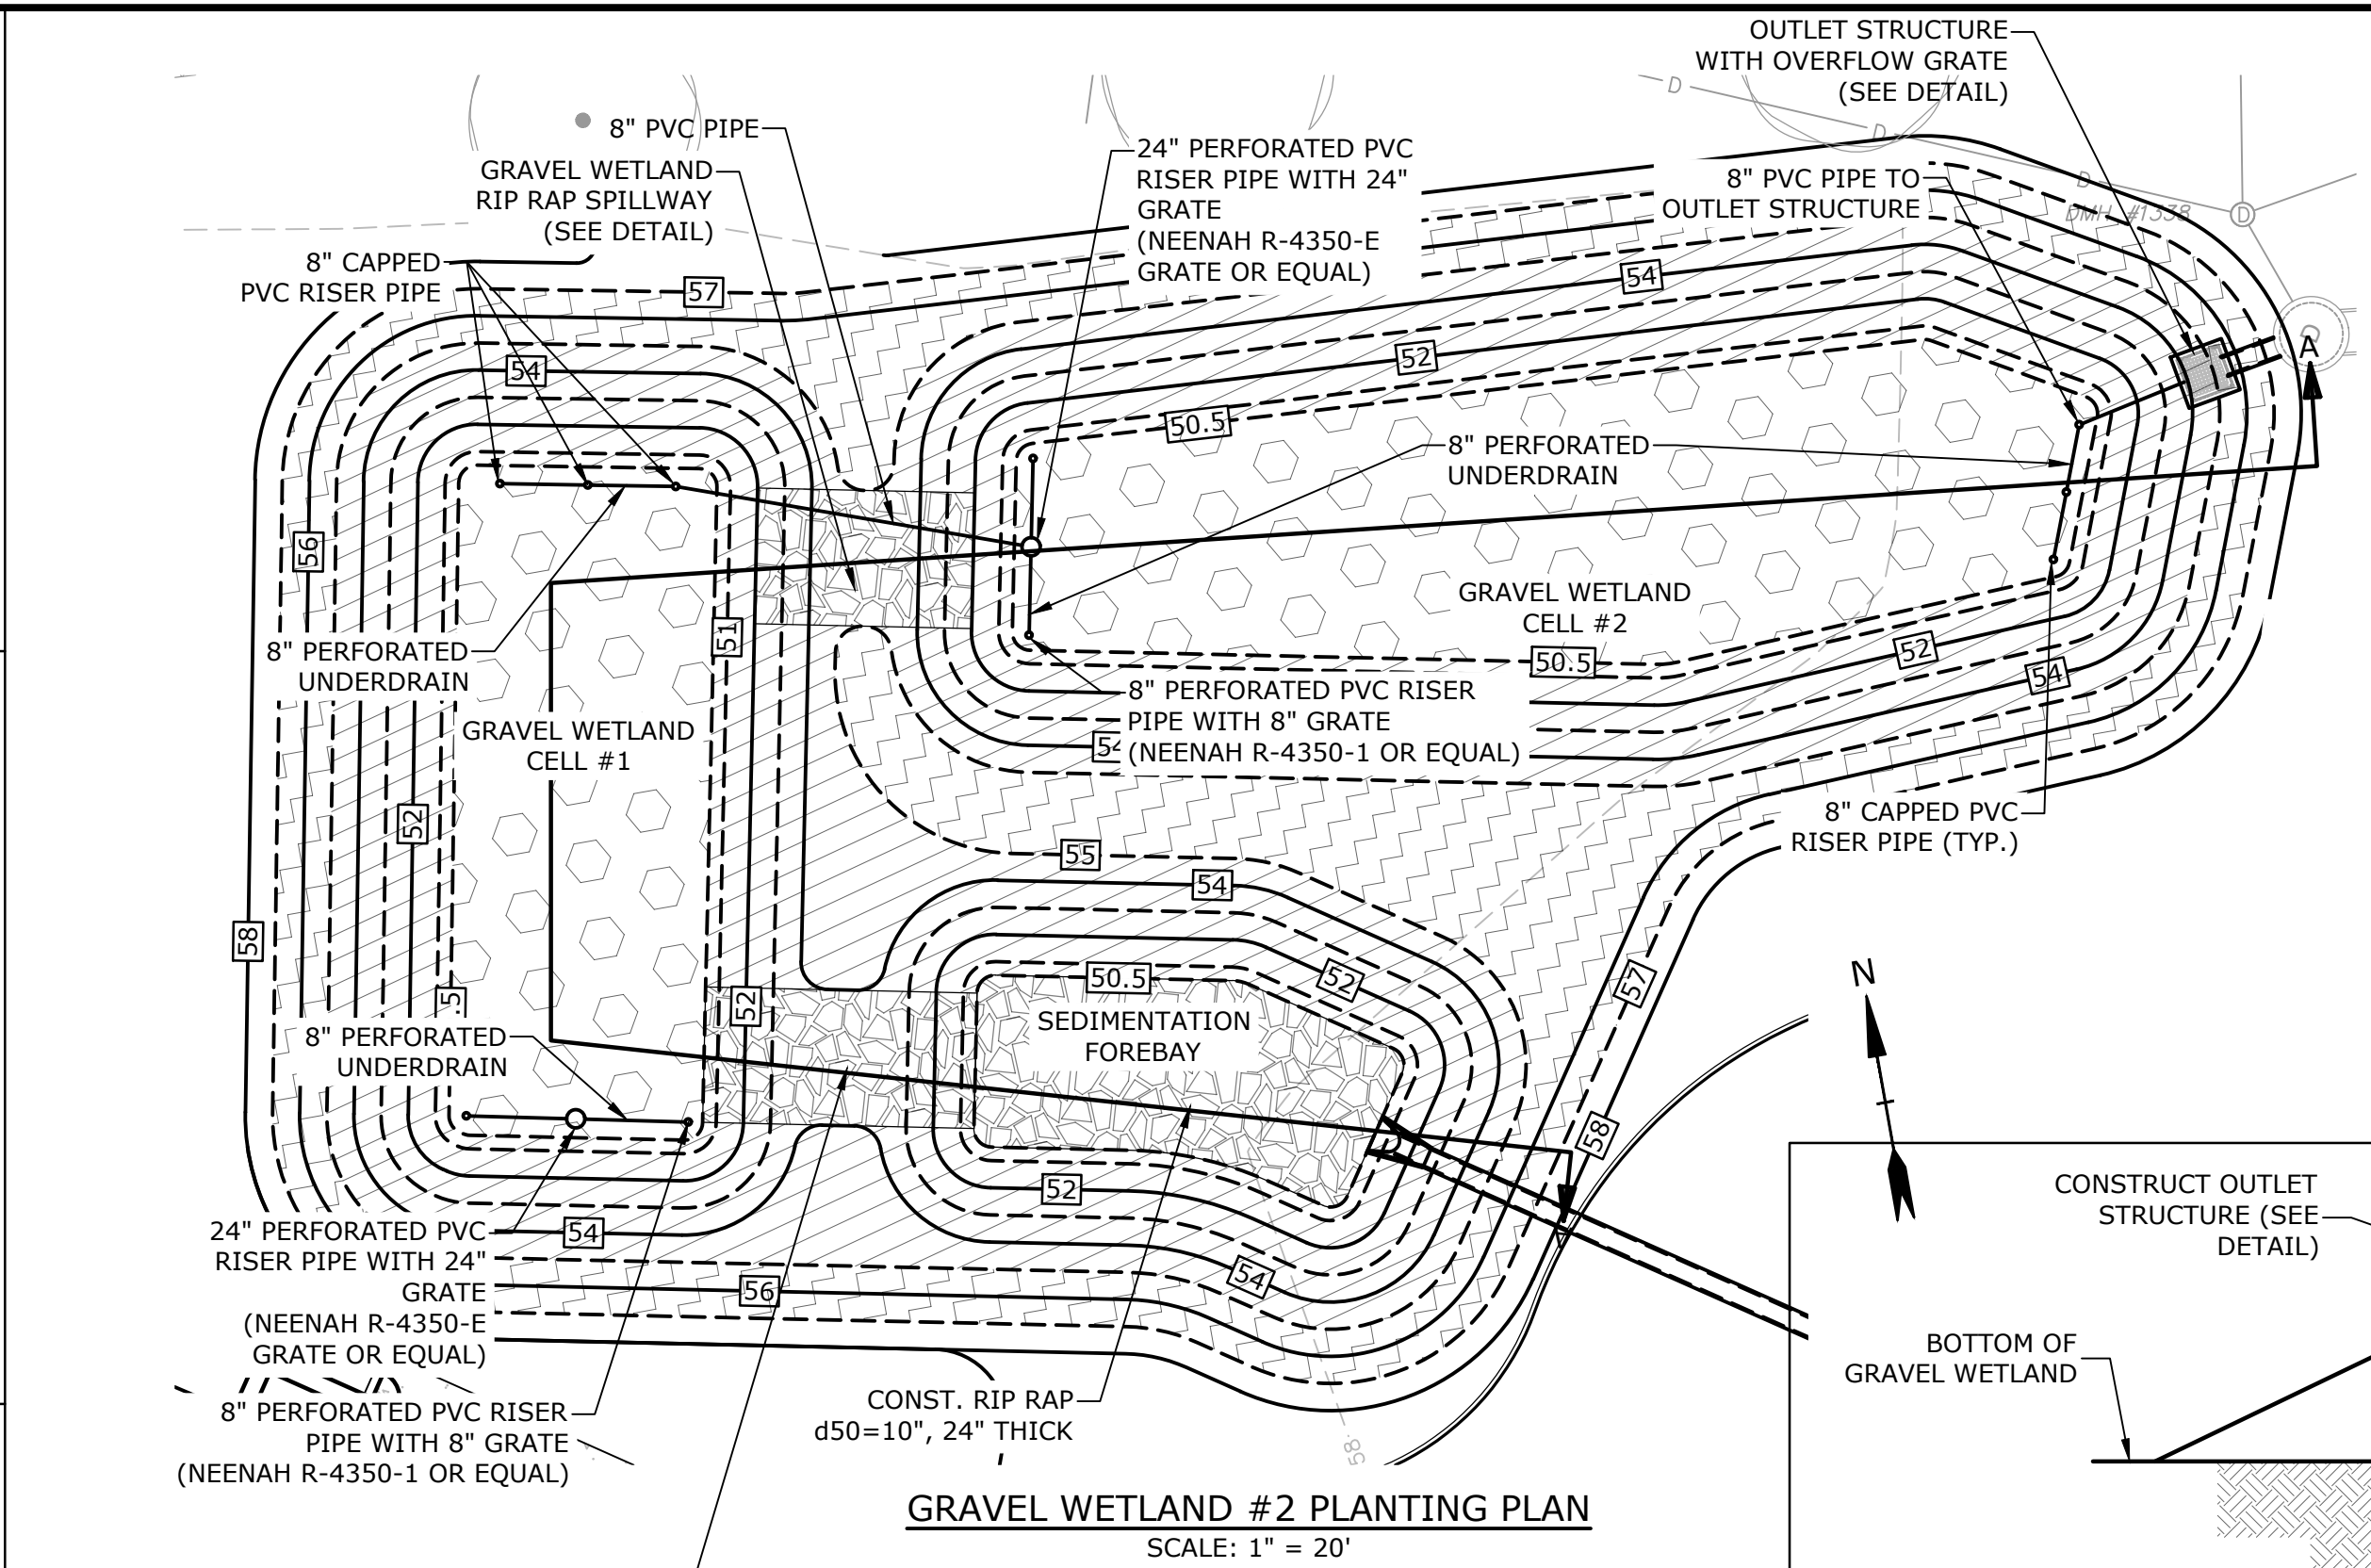 OUTLET STRUCTURE
WITH OVERFLOW GRATE
(SEE DETAIL)
D
8" PVC PIPE
D
24" PERFORATED PVC
RISER PIPE WITH 24"
GRATE
(NEENAH R-4350-E
GRATE OR EQUAL)
GRAVEL WETLAND
RIP RAP SPILLWAY
(SEE DETAIL)
8" PVC PIPE TO
OUTLET STRUCTURE
D
DMH #1338
D
8" CAPPED
PVC RISER PIPE
57
54
D
A
54
52
50.5
8" PERFORATED
UNDERDRAIN
56
GRAVEL WETLAND
CELL #2
51
8" PERFORATED
UNDERDRAIN
50.5
52
54
8" PERFORATED PVC RISER
PIPE WITH 8" GRATE
(NEENAH R-4350-1 OR EQUAL)
GRAVEL WETLAND
CELL #1
52
8" CAPPED PVC
RISER PIPE (TYP.)
55
54
58
52
50.5
52
57
N
.5
52
SEDIMENTATION
FOREBAY
8" PERFORATED
UNDERDRAIN
58
52
54
54
56
24" PERFORATED PVC
RISER PIPE WITH 24"
GRATE
(NEENAH R-4350-E
GRATE OR EQUAL)
CONSTRUCT OUTLET
STRUCTURE (SEE
DETAIL)
BOTTOM OF
GRAVEL WETLAND
8" PERFORATED PVC RISER
PIPE WITH 8" GRATE
(NEENAH R-4350-1 OR EQUAL)
CONST. RIP RAP
d50=10", 24" THICK
58
GRAVEL WETLAND #2 PLANTING PLAN
SCALE: 1" = 20'